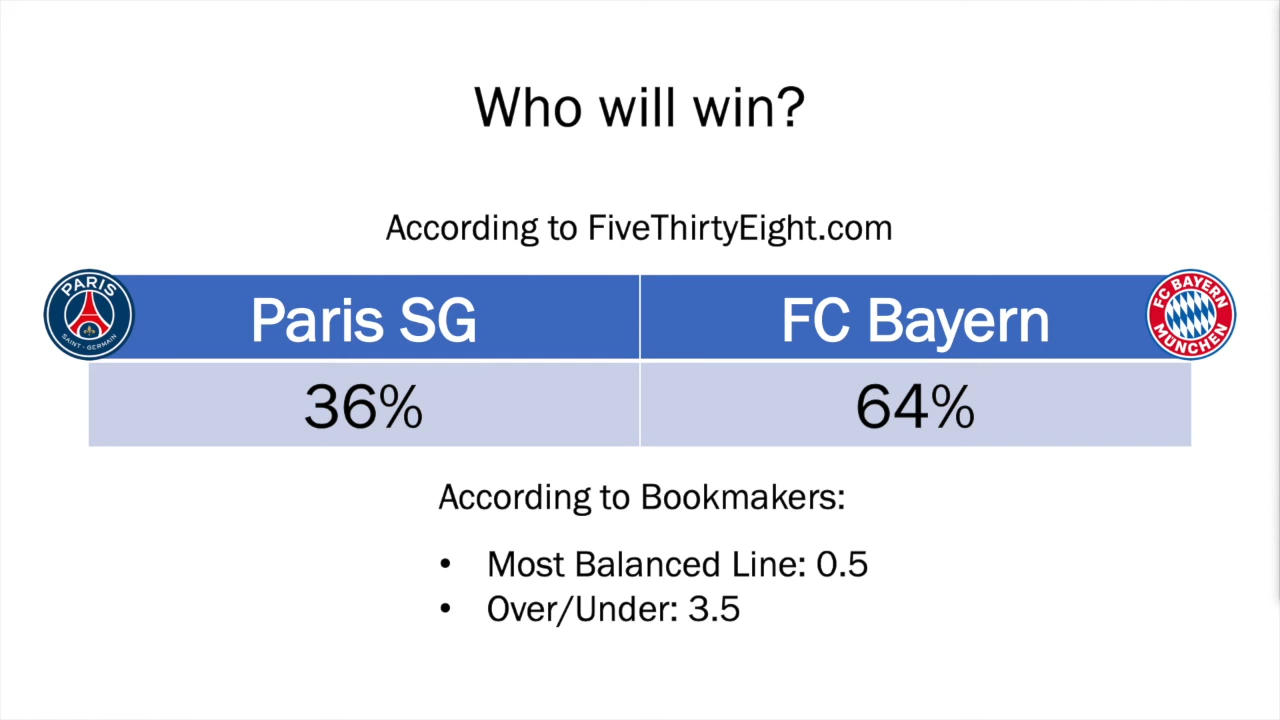 Who will win?
According to FiveThirtyEight.com
PARIS
SAINT-GERMAIN
Paris SG
FC Bayern
FC BAYERN
MÜNCHEN
36%
64%
According to Bookmakers:
• Most Balanced Line: 0.5
• Over/Under: 3.5